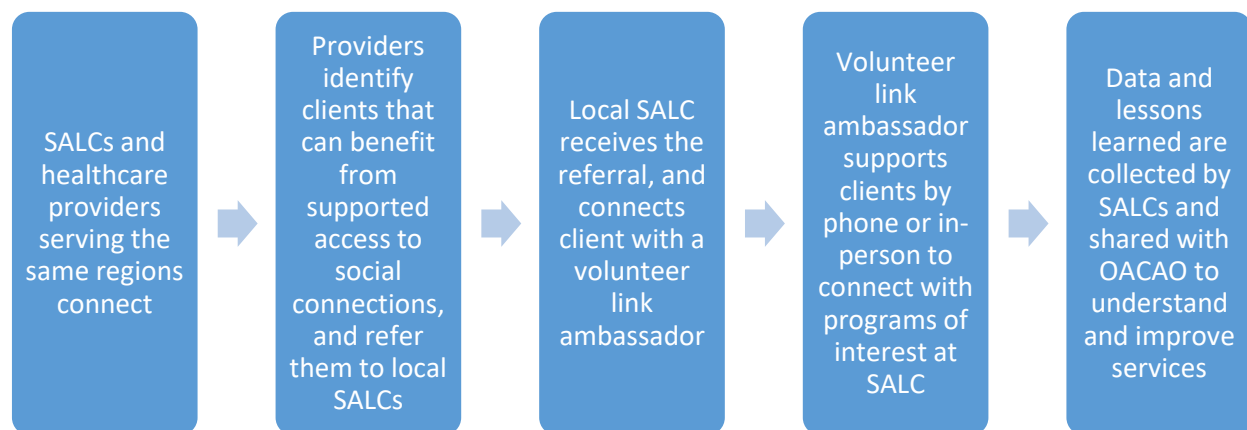 SALCs and
healthcare
providers
serving the
same regions
connect
Providers
identify
clients that
can benefit
from
supported
access to
social
connections,
and refer
them to local
SALCs
Local SALC
receives the
referral, and
connects
client with a
volunteer
link
ambassador
Volunteer
link
ambassador
supports
clients by
phone or in-
person to
connect with
programs of
interest at
SALC
Data and
lessons
learned are
collected by
SALCs and
shared with
OACAO to
understand
and improve
services